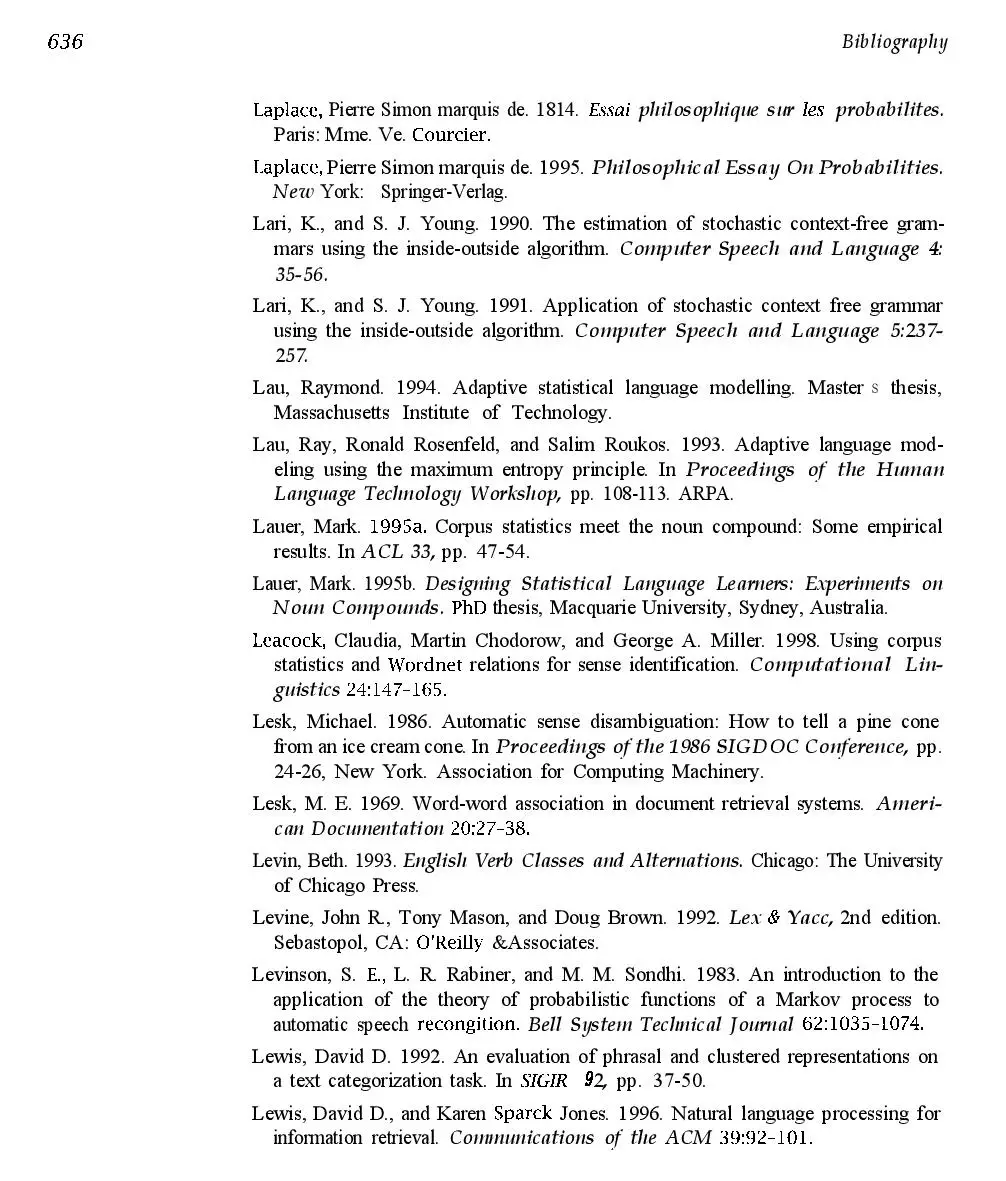 636
Bibliography
Laplace, Pierre Simon marquis de. 1814. Essai philosophique sur les probabilites.
Paris: Mme. Ve. Courcier.
Laplace, Pierre Simon marquis de. 1995. Philosophical Essay On Probabilities.
New York: Springer-Verlag.
Lari, K., and S. J. Young. 1990. The estimation of stochastic context-free gram-
mars using the inside-outside algorithm. Computer Speech and Language 4:
35-56.
Lari, K., and S. J. Young. 1991. Application of stochastic context free grammar
using the inside-outside algorithm. Computer Speech and Language 5:237-
257.
Lau, Raymond. 1994. Adaptive statistical language modelling. Master s thesis,
Massachusetts Institute of Technology.
Lau, Ray, Ronald Rosenfeld, and Salim Roukos. 1993. Adaptive language mod-
eling using the maximum entropy principle. In Proceedings of the Human
Language Technology Workshop, pp. 108-113. ARPA.
Lauer, Mark. 1995a. Corpus statistics meet the noun compound: Some empirical
results. In ACL 33, pp. 47-54.
Lauer, Mark. 1995b. Designing Statistical Language Learners: Experiments on
Noun Compounds. PhD thesis, Macquarie University, Sydney, Australia.
Leacock, Claudia, Martin Chodorow, and George A. Miller. 1998. Using corpus
statistics and Wordnet relations for sense identification. Computational Lin-
guistics 24:147-165.
Lesk, Michael. 1986. Automatic sense disambiguation: How to tell a pine cone
from an ice cream cone. In Proceedings of the 1986 SIGDOC Conference, pp.
24-26, New York. Association for Computing Machinery.
Lesk, M. E. 1969. Word-word association in document retrieval systems. Ameri-
can Documentation 20:27-38.
Levin, Beth. 1993. English Verb Classes and Alternations. Chicago: The University
of Chicago Press.
Levine, John R., Tony Mason, and Doug Brown. 1992. Lex & Yacc, 2nd edition.
Sebastopol, CA: O'Reilly &Associates.
Levinson, S. E., L. R. Rabiner, and M. M. Sondhi. 1983. An introduction to the
application of the theory of probabilistic functions of a Markov process to
automatic speech recongition. Bell System Technical Journal 62:1035-1074.
Lewis, David D. 1992. An evaluation of phrasal and clustered representations on
a text categorization task. In SIGIR 92, pp. 37-50.
Lewis, David D., and Karen Sparck Jones. 1996. Natural language processing for
information retrieval. Communications of the ACM 39:92-101.